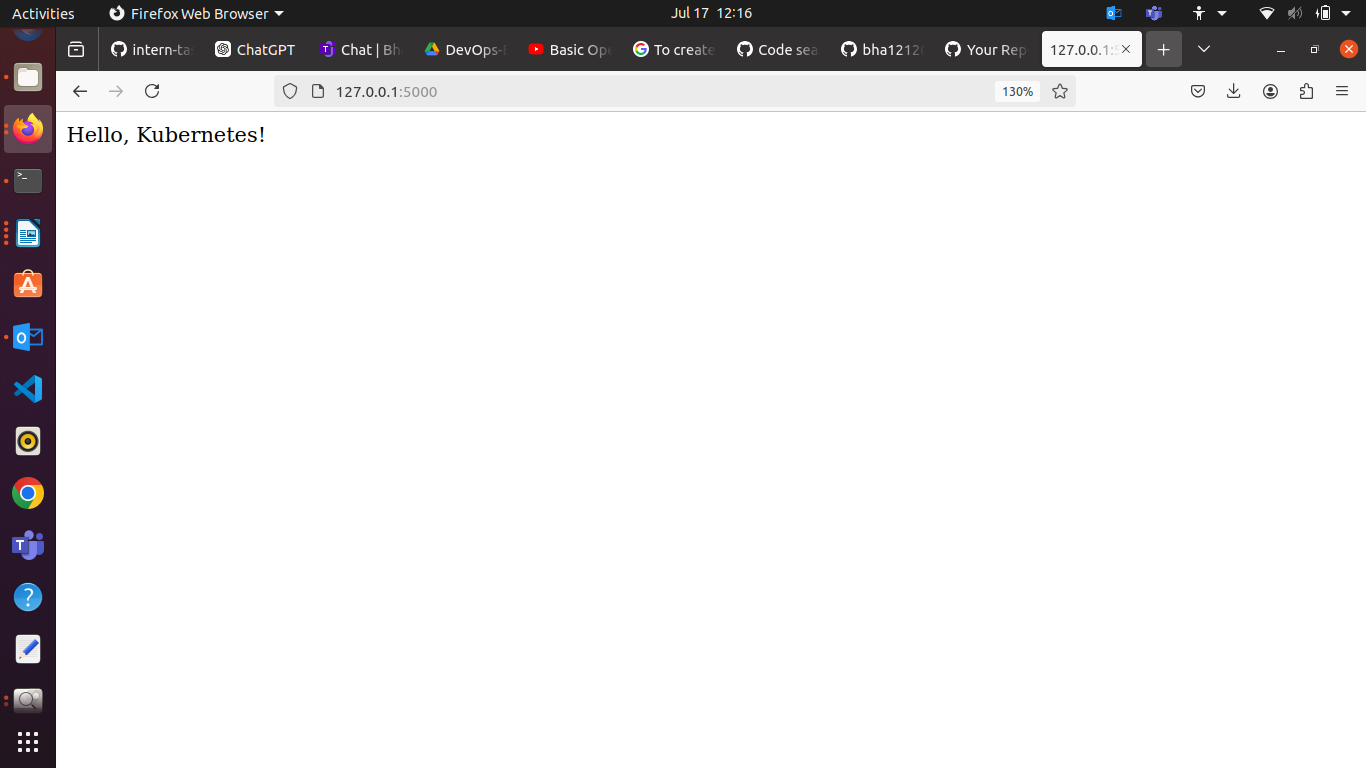 Activities Firefox Web Browser Jul 17 12:16
intern-ta ChatGPT Chat | Bh DevOps- Basic Ope To create Code sea bha1212 Your Rep 127.0.0.1:5
127.0.0.1:5000 130%
Hello, Kubernetes!